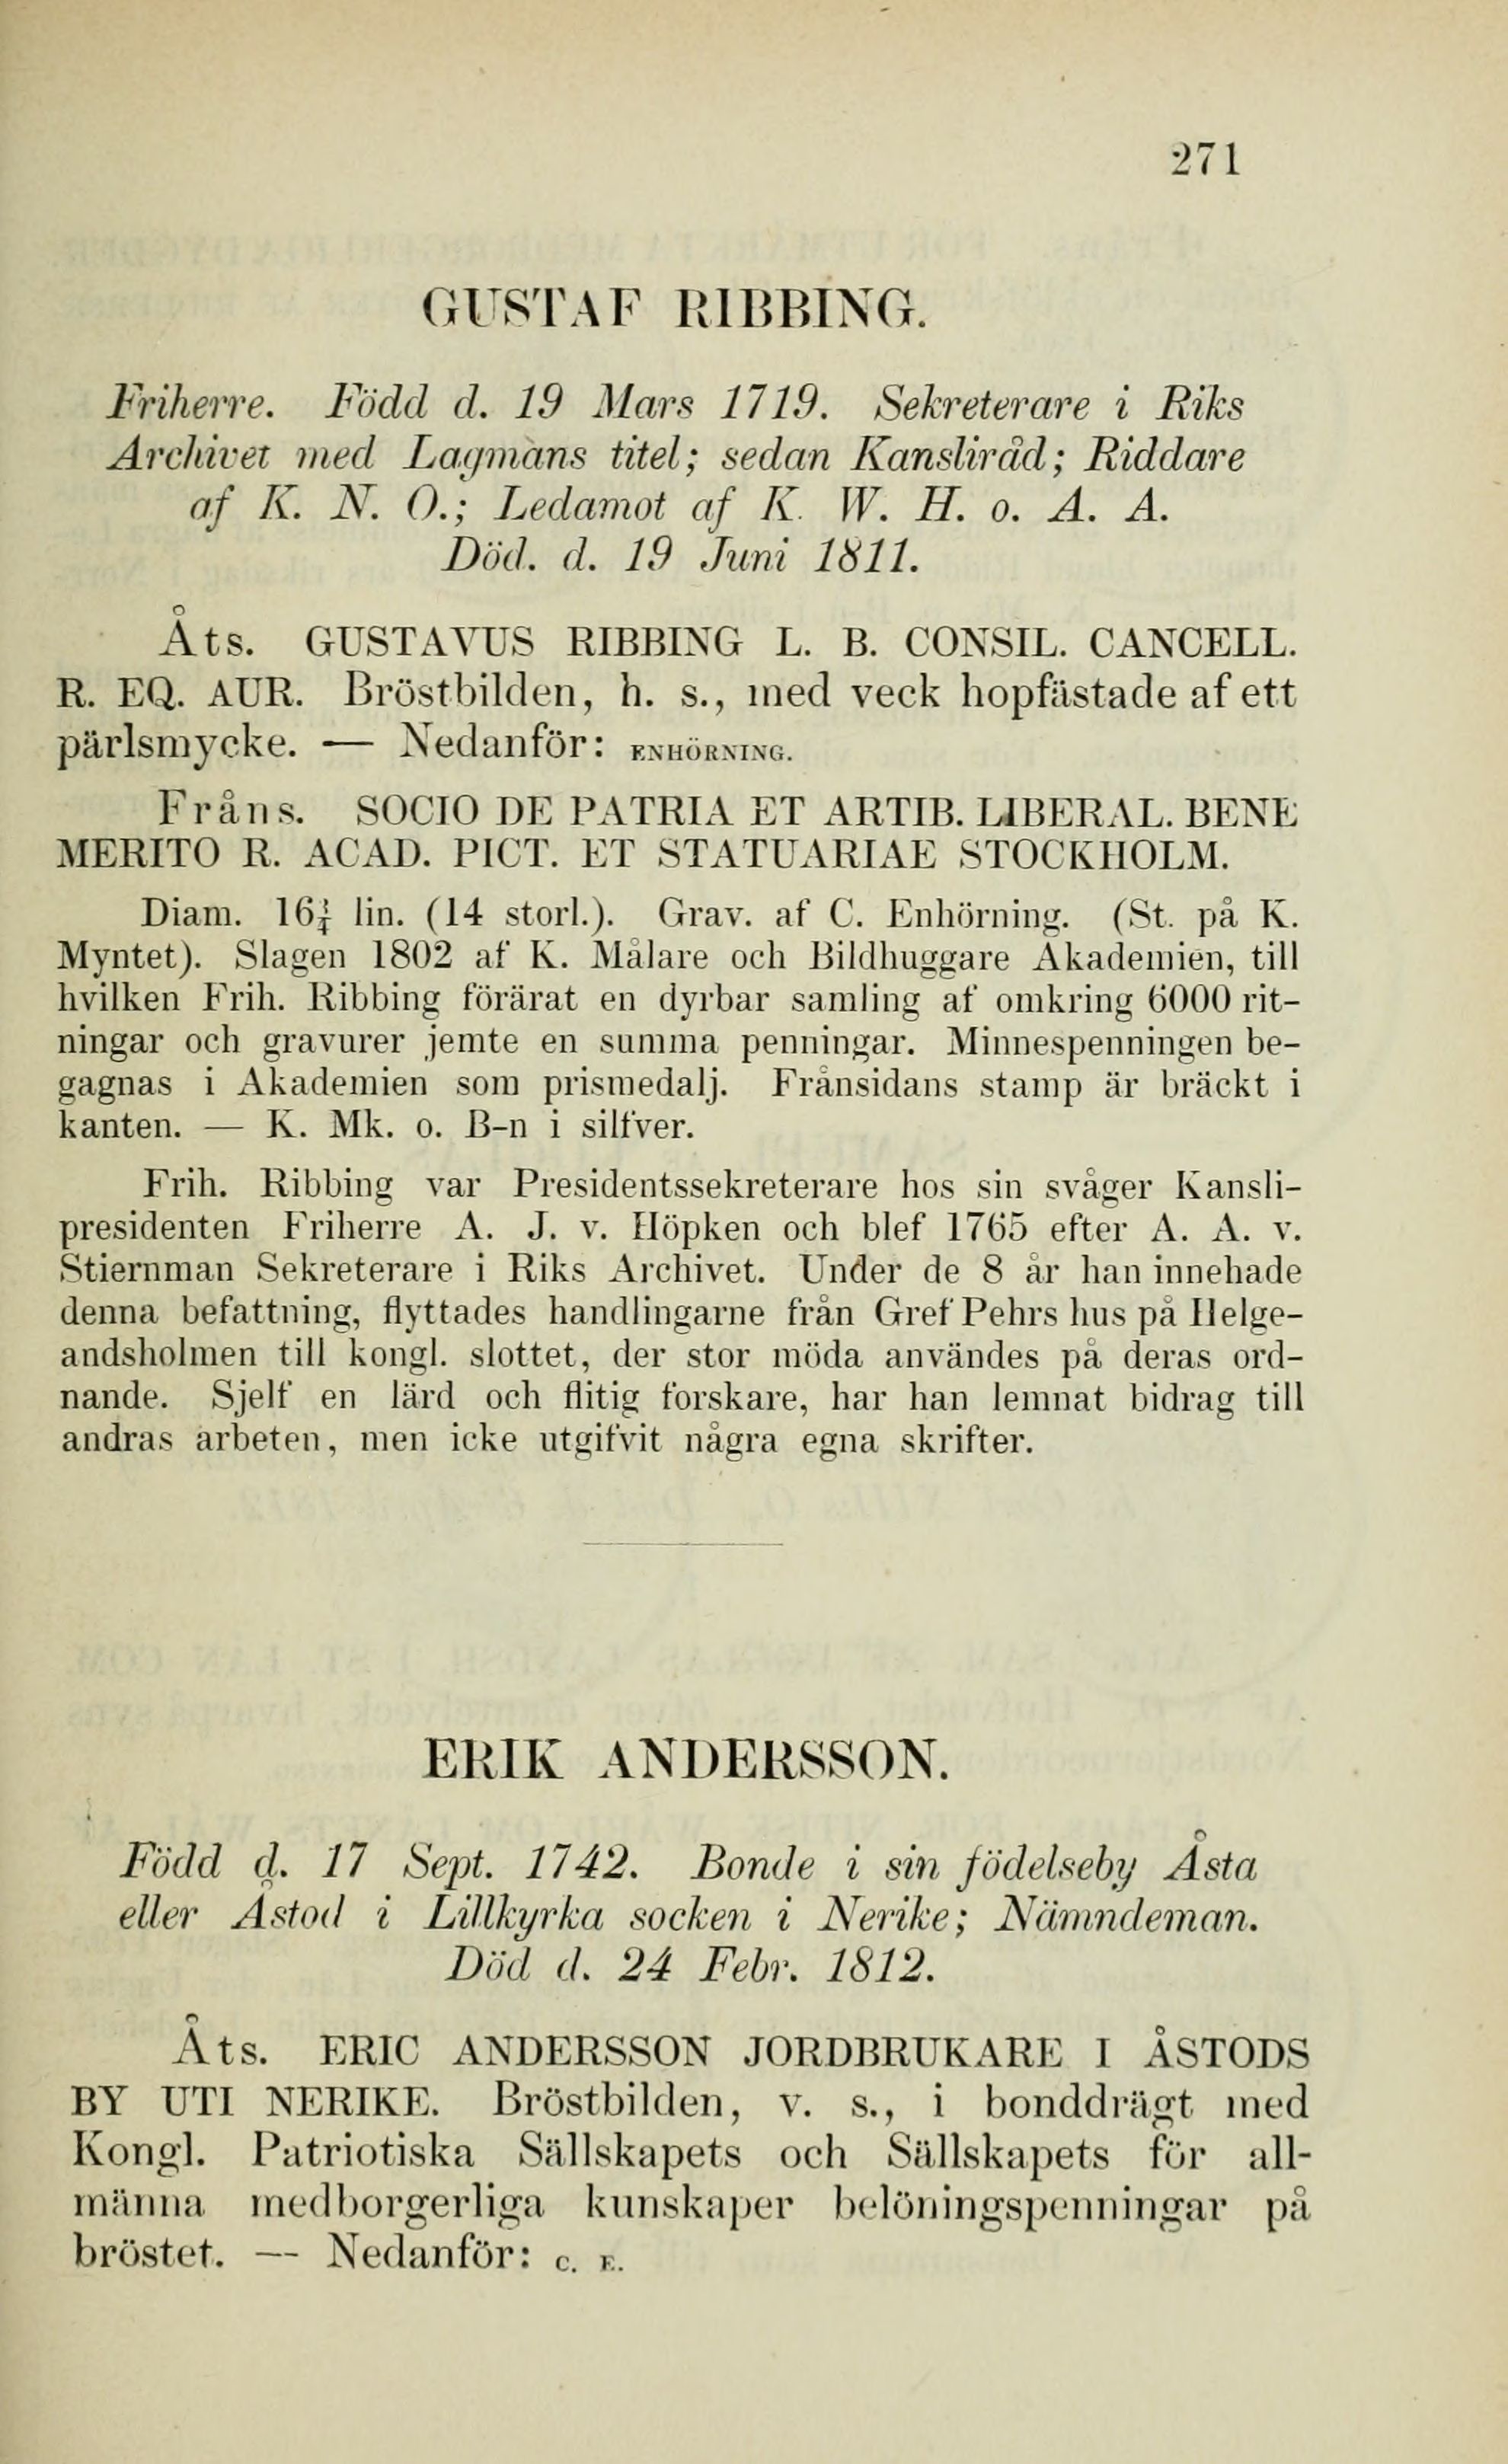 271
GUSTAF RIBBING.
Friherre. Född d. 19 Mars 1719. Sekreterare i Riks
Archivet med Lagmans titel; sedan Kansliråd; Riddare
af K. N. O.; Ledamot af K. W. H. o. A. A.
Död. d. 19 Juni 1811.
Åts. GUSTAVUS RIBBING L. B. CONSIL. CANCELL.
R. EQ. AUR. Bröstbilden, h. s., med veck hopfästade af ett
pärlsmycke. — Nedanför: ENHÖRNING.
Fråns. SOCIO DE PATRIA ET ARTIB. LIBERAL. BENE
MERITO R. ACAD. PICT. ET STATUARIAE STOCKHOLM.
Diam. lin. (14 storl.). Grav. af C. Enhörning. (St. på K.
Myntet). Slagen 1802 af K. Målare och Bildhuggare Akademien, till
hvilken Frih. Ribbing förärat en dyrbar samling af omkring 6000 rit-
ningar och gravurer jemte en summa penningar. Minnespenningen be-
gagnas i Akademien som prismedalj. Frånsidans stamp är bräckt i
kanten. — K. Mk. o. B-n i silfver.
Frih. Ribbing var Presidentssekreterare hos sin svåger Kansli-
presidenten Friherre A. J. v. Höpken och blef 1765 efter A. A. v.
Stiernman Sekreterare i Riks Archivet. Under de 8 år han innehade
denna befattning, flyttades handlingarne från Gref Pehrs hus på Helge-
andsholmen till kongl. slottet, der stor möda användes på deras ord-
nande. Sjelf en lärd och flitig forskare, har han lemnat bidrag till
andras arbeten, men icke utgifvit några egna skrifter.
ERIK ANDERSSON.
Född d. 17 Sept. 1742. Bonde i sin födelseby Åsta
eller Åstod i Lillkyrka socken i Nerike; Nämndeman.
Död d. 24 Febr. 1812.
Åts. ERIC ANDERSSON JORDBRUKARE I ÅSTODS
BY UTI NERIKE. Bröstbilden, v. s., i bonddrägt med
Kongl. Patriotiska Sällskapets och Sällskapets för all-
männa medborgerliga kunskaper belöningspenningar på
bröstet. — Nedanför: C. E.